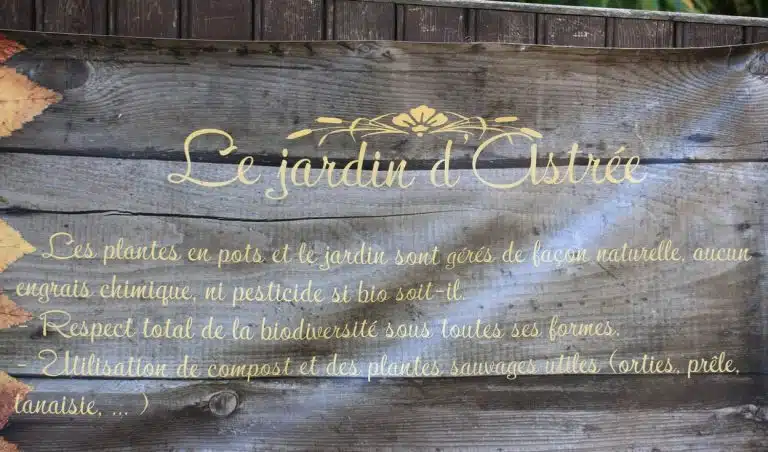 Le jardin d'Astrée
- Les plantes en pots et le jardin sont gérés de façon naturelle, aucun
engrais chimique, ni pesticide si bio soit-il.
- Respect total de la biodiversité sous toutes ses formes.
- Utilisation de compost et des plantes sauvages utiles (orties, prêle,
tanaisie, ... )